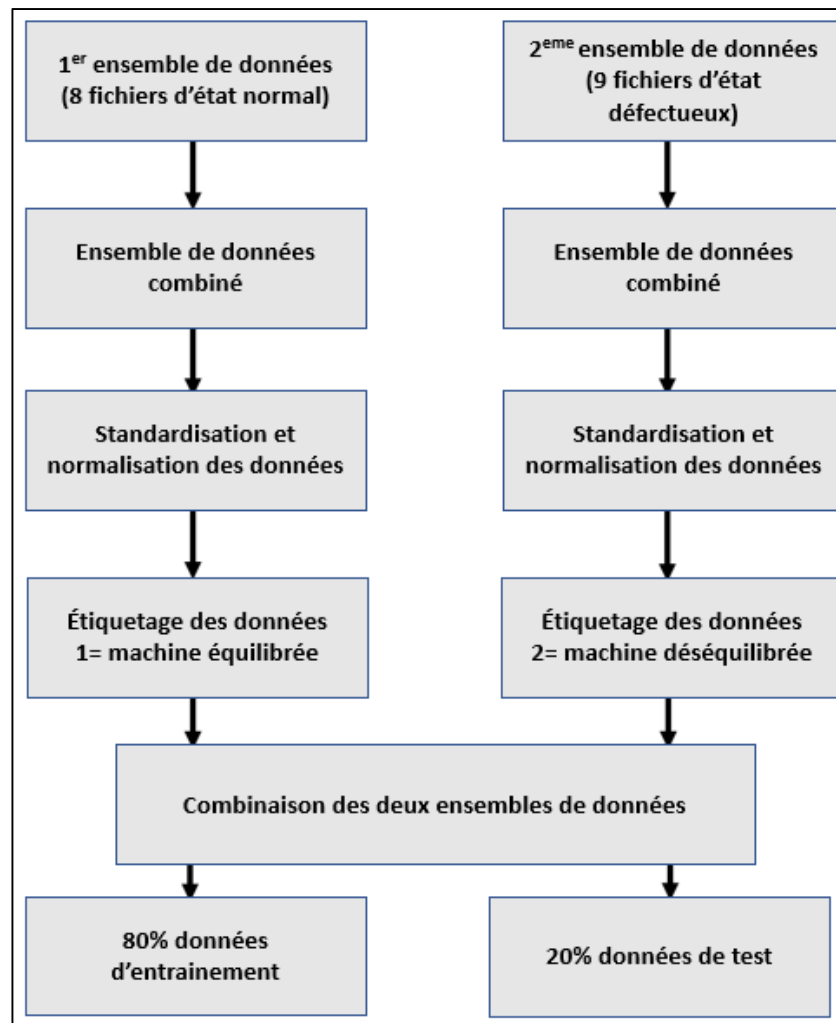 1er ensemble de données
(8 fichiers d'état normal)
2eme ensemble de données
(9 fichiers d'état
défectueux)
Ensemble de données
combiné
Ensemble de données
combiné
Standardisation et
normalisation des données
Standardisation et
normalisation des données
Étiquetage des données
1= machine équilibrée
Étiquetage des données
2= machine déséquilibrée
Combinaison des deux ensembles de données
80% données
d'entrainement
20% données de test